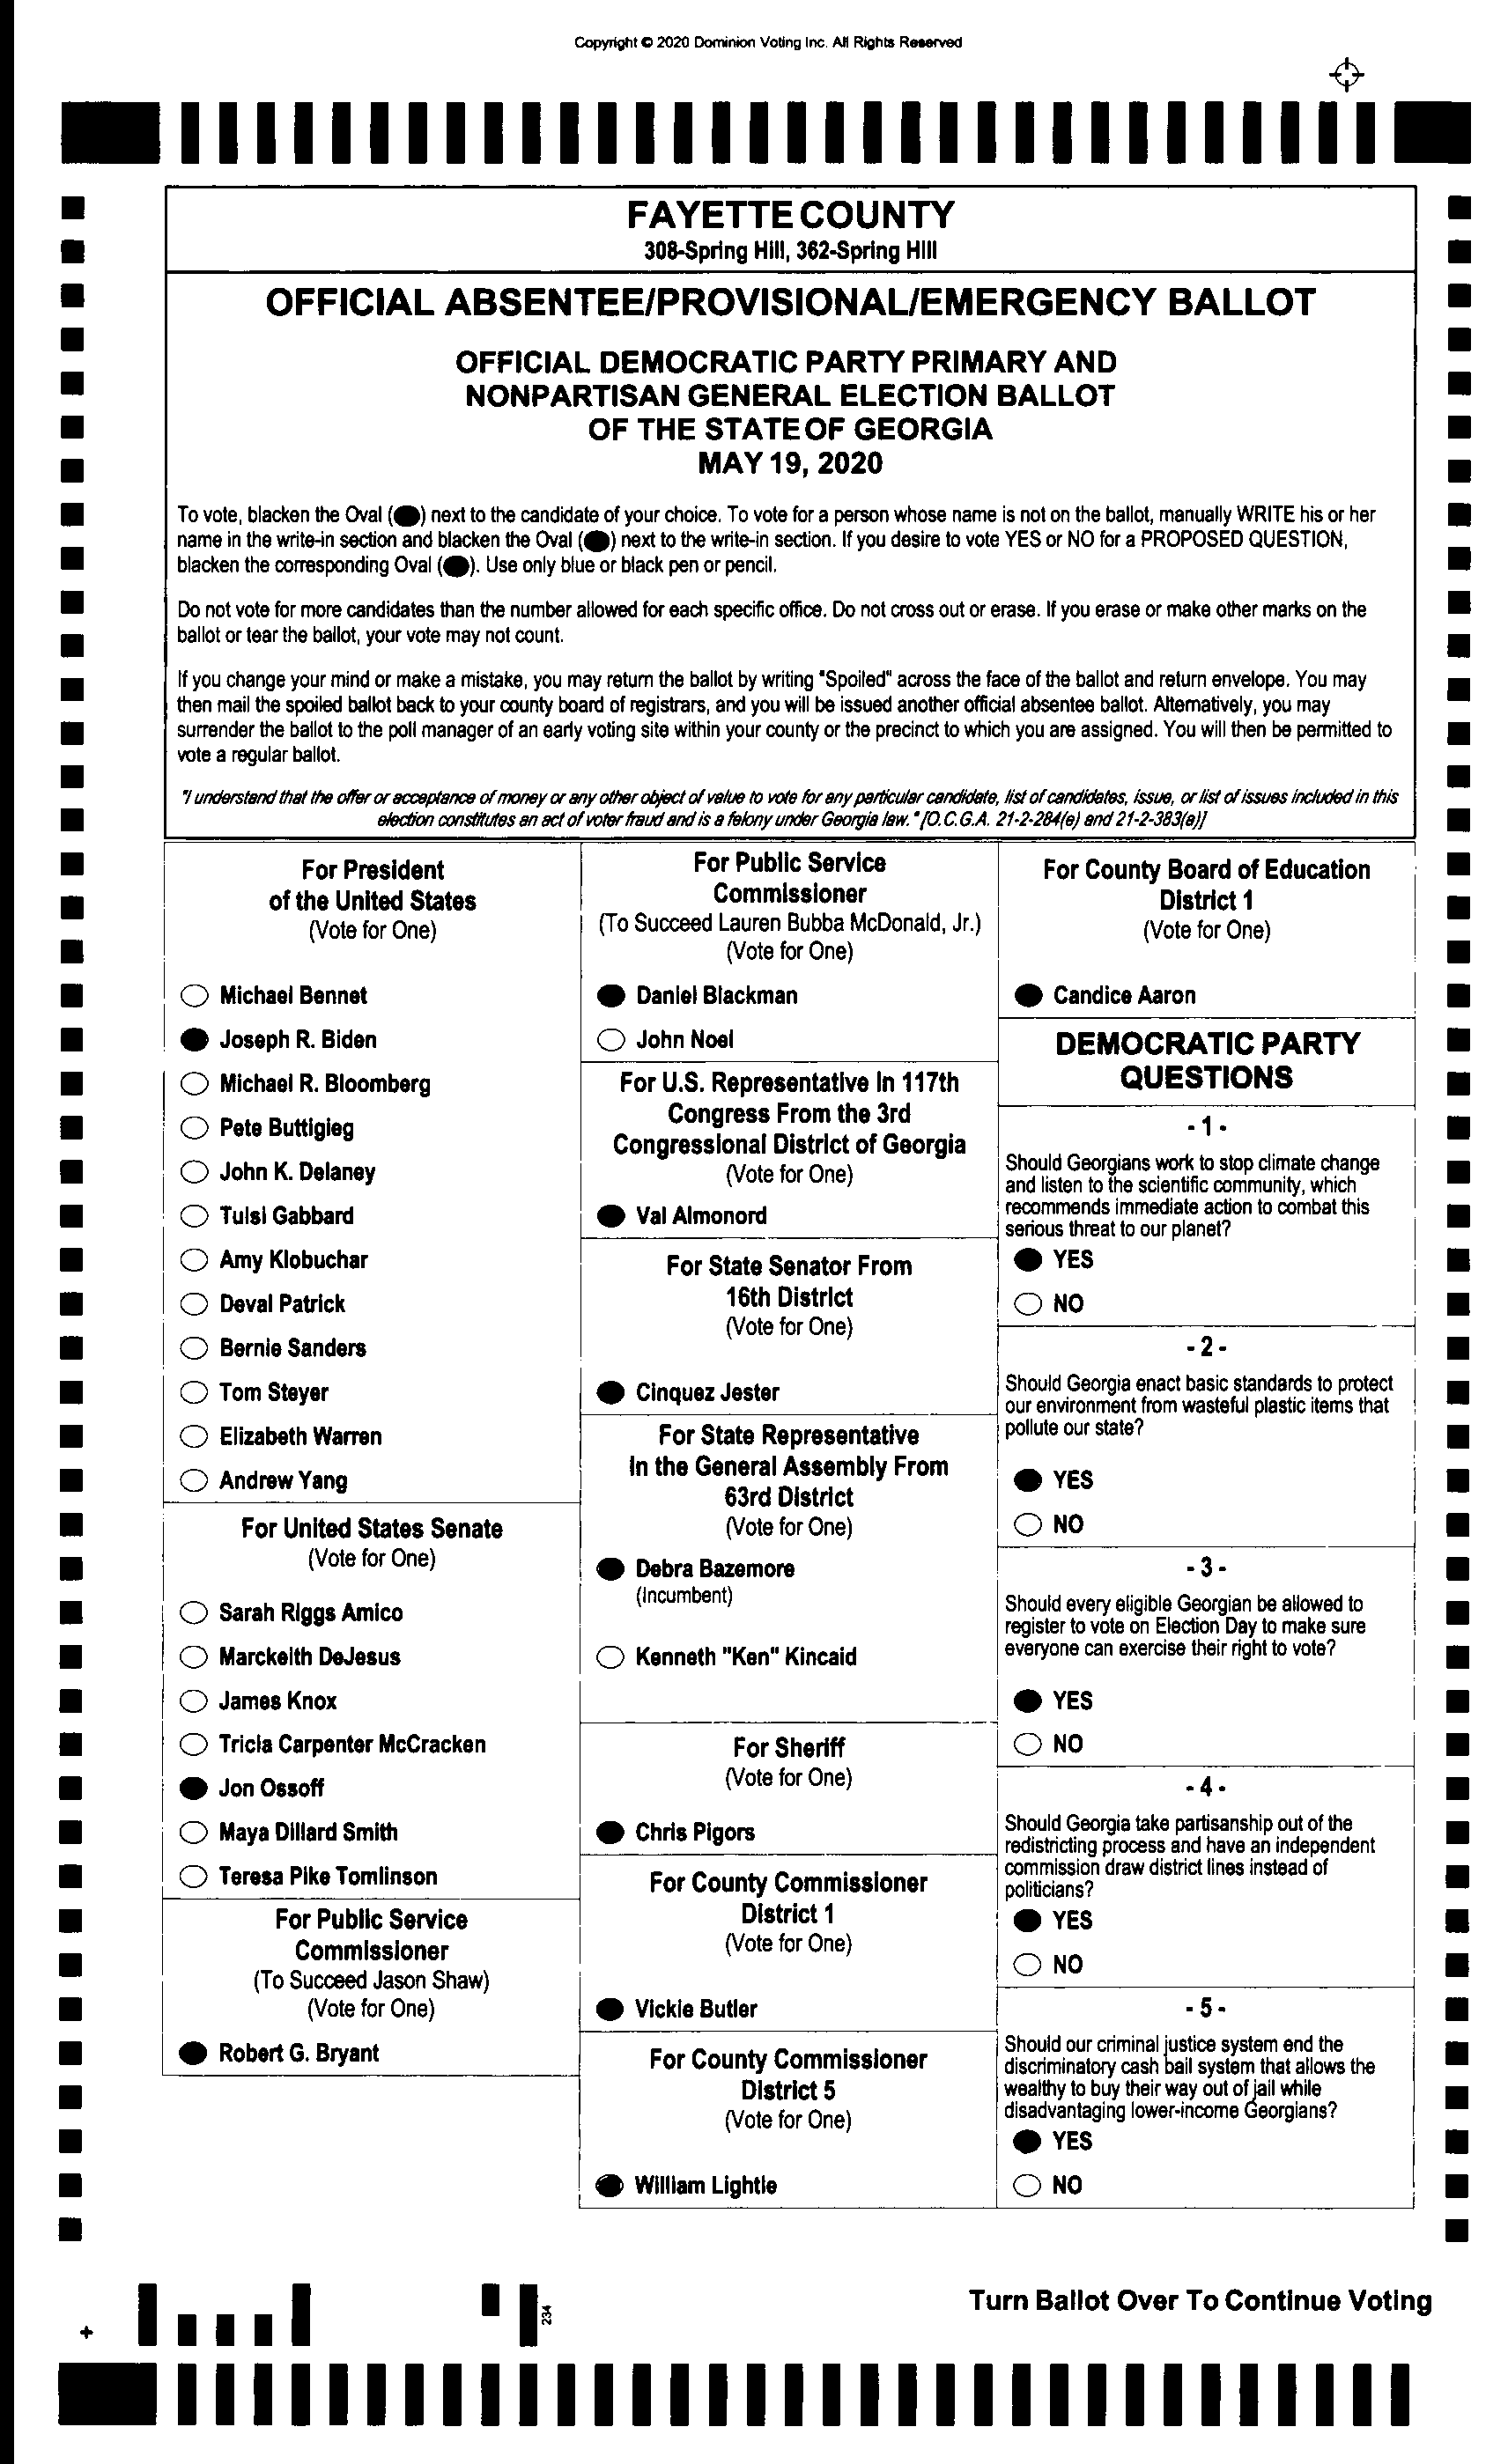 Copyright © 2020 Dominion Voting Inc. All Rights Reserved
FAYETTE COUNTY
308-Spring Hill, 362-Spring Hill
OFFICIAL ABSENTEE/PROVISIONAL/EMERGENCY BALLOT
OFFICIAL DEMOCRATIC PARTY PRIMARY AND
NONPARTISAN GENERAL ELECTION BALLOT
OF THE STATE OF GEORGIA
MAY 19, 2020
To vote, blacken the Oval (●) next to the candidate of your choice. To vote for a person whose name is not on the ballot, manually WRITE his or her
name in the write-in section and blacken the Oval (●) next to the write-in section. If you desire to vote YES or NO for a PROPOSED QUESTION,
blacken the corresponding Oval (●). Use only blue or black pen or pencil.
Do not vote for more candidates than the number allowed for each specific office. Do not cross out or erase. If you erase or make other marks on the
ballot or tear the ballot, your vote may not count.
If you change your mind or make a mistake, you may return the ballot by writing "Spoiled" across the face of the ballot and return envelope. You may
then mail the spoiled ballot back to your county board of registrars, and you will be issued another official absentee ballot. Alternatively, you may
surrender the ballot to the poll manager of an early voting site within your county or the precinct to which you are assigned. You will then be permitted to
vote a regular ballot.
"I understand that the offer or acceptance of money or any other object of value to vote for any particular candidate, list of candidates, issue, or list of issues included in this
election constitutes an act of voter fraud and is a felony under Georgia law." [O.C.G.A. 21-2-284(e) and 21-2-383(a)]
For President
of the United States
(Vote for One)
Michael Bennet
Joseph R. Biden
Michael R. Bloomberg
Pete Buttigieg
John K. Delaney
Tulsi Gabbard
Amy Klobuchar
Deval Patrick
Bernie Sanders
Tom Steyer
Elizabeth Warren
Andrew Yang
For United States Senate
(Vote for One)
Sarah Riggs Amico
Marckeith DeJesus
James Knox
Tricia Carpenter McCracken
Jon Ossoff
Maya Dillard Smith
Teresa Pike Tomlinson
For Public Service
Commissioner
(To Succeed Jason Shaw)
(Vote for One)
Robert G. Bryant
For Public Service
Commissioner
(To Succeed Lauren Bubba McDonald, Jr.)
(Vote for One)
Daniel Blackman
John Noel
For U.S. Representative in 117th
Congress From the 3rd
Congressional District of Georgia
(Vote for One)
Val Almonord
For State Senator From
16th District
(Vote for One)
Cinquez Jester
For State Representative
In the General Assembly From
63rd District
(Vote for One)
Debra Bazemore
(Incumbent)
Kenneth "Ken" Kincaid
For Sheriff
(Vote for One)
Chris Pigors
For County Commissioner
District 1
(Vote for One)
Vickie Butler
For County Commissioner
District 5
(Vote for One)
William Lightle
For County Board of Education
District 1
(Vote for One)
Candice Aaron
DEMOCRATIC PARTY
QUESTIONS
- 1 -
Should Georgians work to stop climate change
and listen to the scientific community, which
recommends immediate action to combat this
serious threat to our planet?
YES
NO
- 2 -
Should Georgia enact basic standards to protect
our environment from wasteful plastic items that
pollute our state?
YES
NO
- 3 -
Should every eligible Georgian be allowed to
register to vote on Election Day to make sure
everyone can exercise their right to vote?
YES
NO
- 4 -
Should Georgia take partisanship out of the
redistricting process and have an independent
commission draw district lines instead of
politicians?
YES
NO
- 5 -
Should our criminal justice system end the
discriminatory cash bail system that allows the
wealthy to buy their way out of jail while
disadvantaging lower-income Georgians?
YES
NO
Turn Ballot Over To Continue Voting
234
+